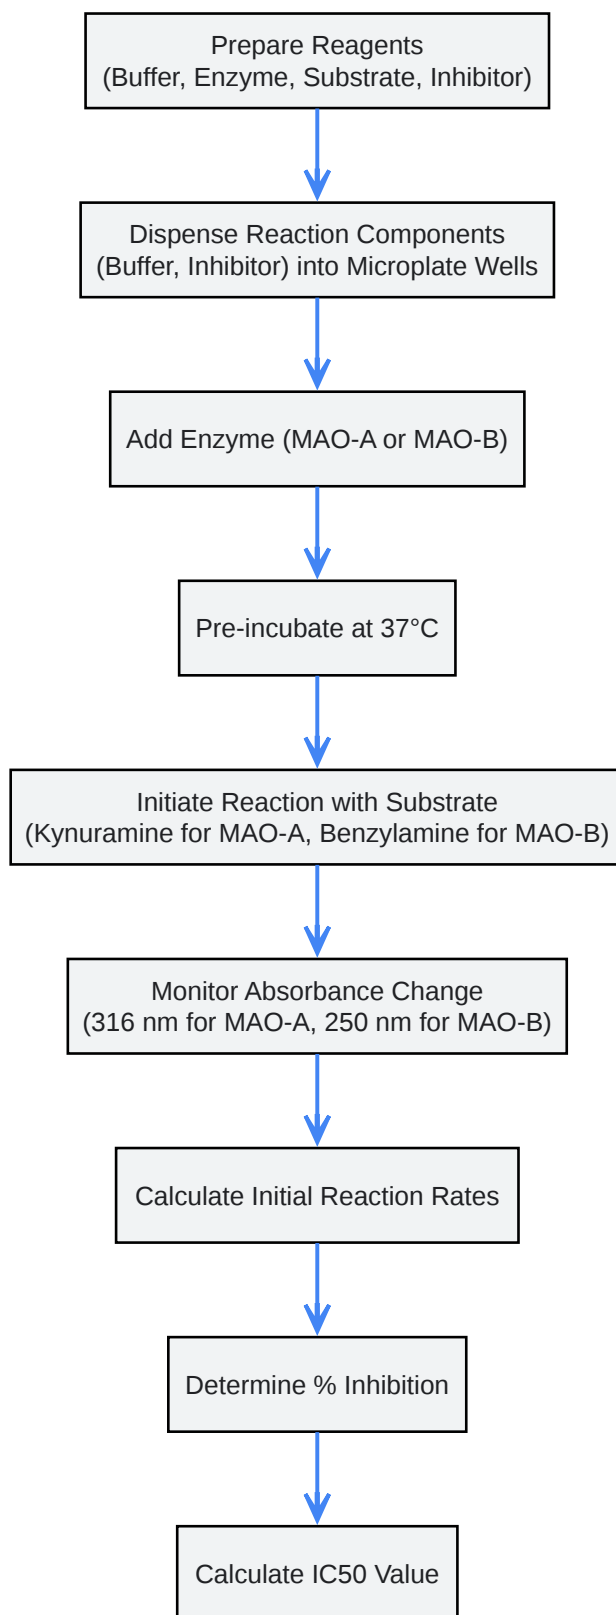 Prepare Reagents
(Buffer, Enzyme, Substrate, Inhibitor)
Dispense Reaction Components
(Buffer, Inhibitor) into Microplate Wells
Add Enzyme (MAO-A or MAO-B)
Pre-incubate at 37°C
Initiate Reaction with Substrate
(Kynuramine for MAO-A, Benzylamine for MAO-B)
Monitor Absorbance Change
(316 nm for MAO-A, 250 nm for MAO-B)
Calculate Initial Reaction Rates
Determine % Inhibition
Calculate IC50 Value